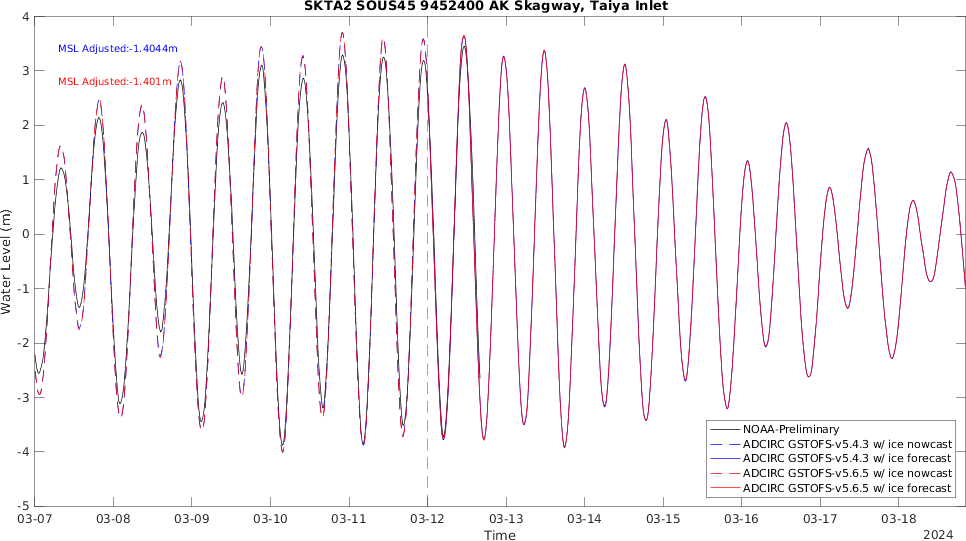 SKTA2 SOUS45 9452400 AK Skagway, Taiya Inlet
4
MSL Adjusted:-1.4044m
3
MSL Adjusted:-1.401m
2
1
0
Water Level (m)
-1
-2
-3
-4
-5
NOAA-Preliminary
ADCIRC GSTOFS-v5.4.3 w/ ice nowcast
ADCIRC GSTOFS-v5.4.3 w/ ice forecast
ADCIRC GSTOFS-v5.6.5 w/ ice nowcast
ADCIRC GSTOFS-v5.6.5 w/ ice forecast
03-07 03-08 03-09 03-10 03-11 03-12 03-13 03-14 03-15 03-16 03-17 03-18
Time
2024